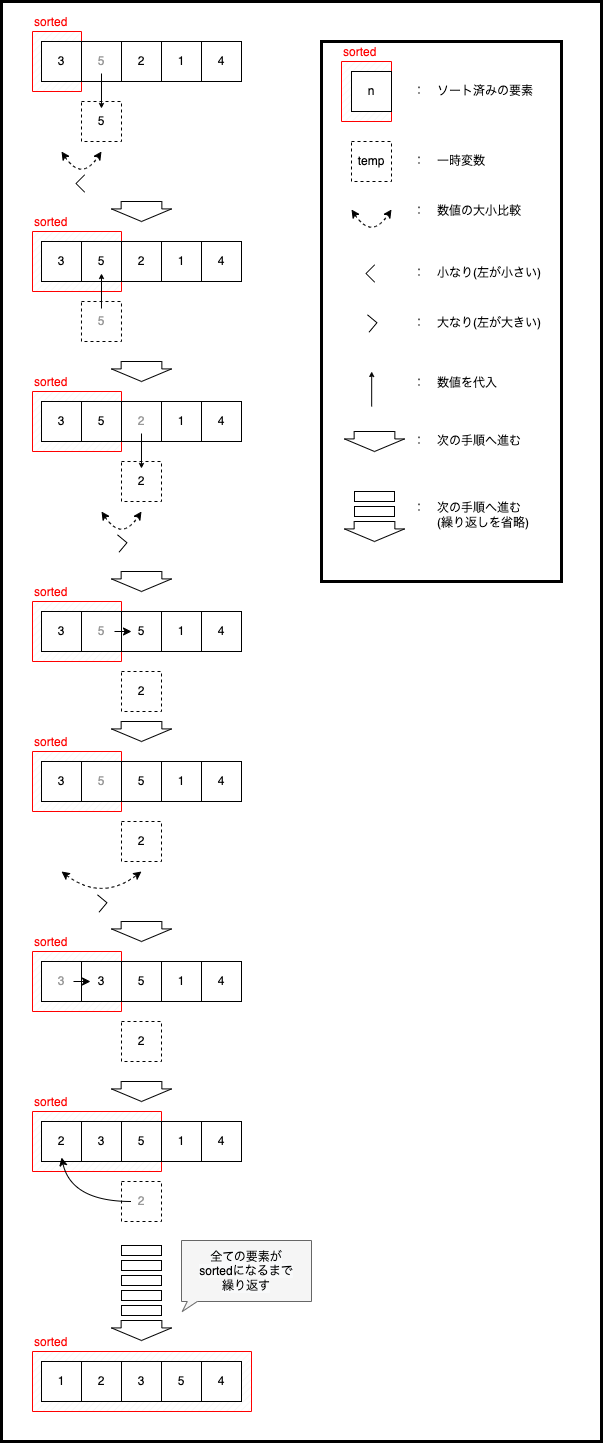 sorted
3 5 2 1 4
5
<
sorted
3 5 2 1 4
5
sorted
3 5 2 1 4
2
>
sorted
3 5 5 1 4
2
sorted
3 5 5 1 4
2
>
sorted
3 3 5 1 4
2
sorted
2 3 5 1 4
2
全ての要素が
sortedになるまで
繰り返す
sorted
1 2 3 5 4
sorted
n : ソート済みの要素
temp : 一時変数
: 数値の大小比較
< : 小なり(左が小さい)
> : 大なり(左が大きい)
: 数値を代入
: 次の手順へ進む
: 次の手順へ進む
(繰り返しを省略)